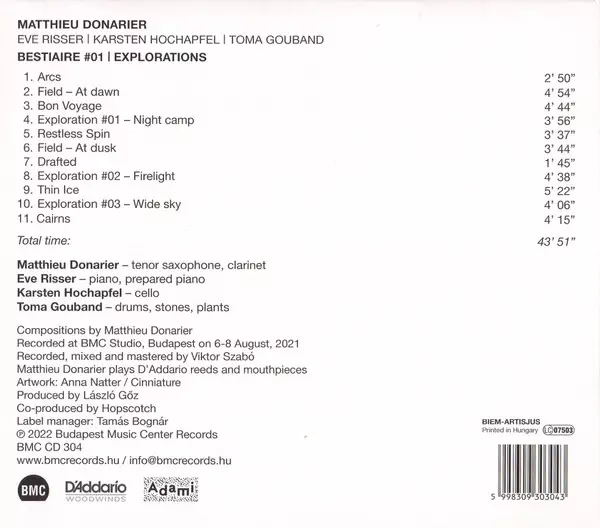 MATTHIEU DONARIER
EVE RISSER | KARSTEN HOCHAPFEL | TOMA GOUBAND
BESTIAIRE #01 | EXPLORATIONS
1. Arcs 2' 50"
2. Field – At dawn 4' 54"
3. Bon Voyage 4' 44"
4. Exploration #01 – Night camp 3' 56"
5. Restless Spin 3' 37"
6. Field – At dusk 3' 44"
7. Drafted 1' 45"
8. Exploration #02 – Firelight 4' 38"
9. Thin Ice 5' 22"
10. Exploration #03 – Wide sky 4' 06"
11. Cairns 4' 15"
Total time: 43' 51"
Matthieu Donarier – tenor saxophone, clarinet
Eve Risser – piano, prepared piano
Karsten Hochapfel – cello
Toma Gouband – drums, stones, plants
Compositions by Matthieu Donarier
Recorded at BMC Studio, Budapest on 6-8 August, 2021
Recorded, mixed and mastered by Viktor Szabó
Matthieu Donarier plays D'Addario reeds and mouthpieces
Artwork: Anna Natter / Cinniature
Produced by László Gőz
Co-produced by Hopscotch
Label manager: Tamás Bognár
℗ 2022 Budapest Music Center Records
BMC CD 304
www.bmcrecords.hu / info@bmcrecords.hu
BIEM-ARTISJUS
Printed in Hungary LC 07503
BMC
D'Addario
WOODWINDS
Adami
5 998309 303043